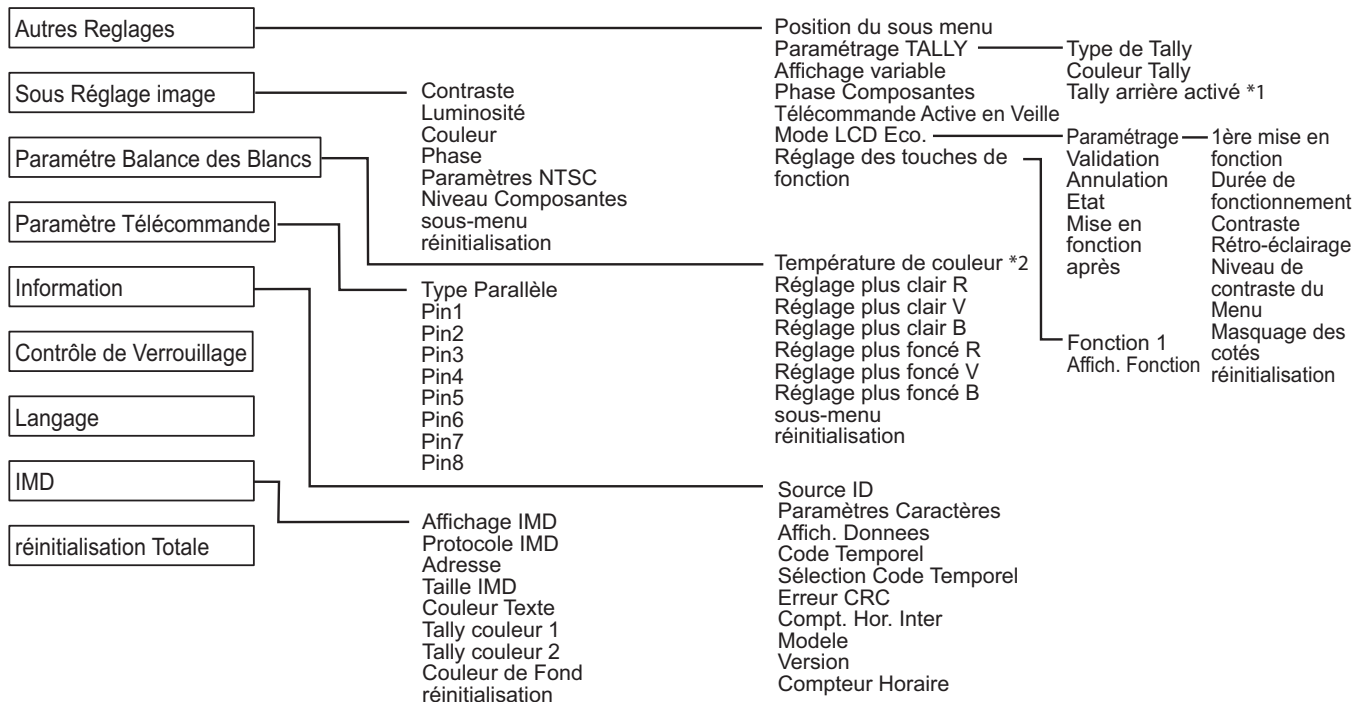 Autres Reglages
Sous Réglage image
Paramétre Balance des Blancs
Paramètre Télécommande
Information
Contrôle de Verrouillage
Langage
IMD
réinitialisation Totale
Contraste
Luminosité
Couleur
Phase
Paramètres NTSC
Niveau Composantes
sous-menu
réinitialisation
Type Parallèle
Pin1
Pin2
Pin3
Pin4
Pin5
Pin6
Pin7
Pin8
Affichage IMD
Protocole IMD
Adresse
Taille IMD
Couleur Texte
Tally couleur 1
Tally couleur 2
Couleur de Fond
réinitialisation
Position du sous menu
Paramétrage TALLY
Affichage variable
Phase Composantes
Télécommande Active en Veille
Mode LCD Eco.
Réglage des touches de
fonction
Température de couleur *2
Réglage plus clair R
Réglage plus clair V
Réglage plus clair B
Réglage plus foncé R
Réglage plus foncé V
Réglage plus foncé B
sous-menu
réinitialisation
Source ID
Paramètres Caractères
Affich. Donnees
Code Temporel
Sélection Code Temporel
Erreur CRC
Compt. Hor. Inter
Modele
Version
Compteur Horaire
Type de Tally
Couleur Tally
Tally arrière activé *1
Paramétrage
Validation
Annulation
Etat
Mise en
fonction
après
Fonction 1
Affich. Fonction
1ère mise en
fonction
Durée de
fonctionnement
Contraste
Rétro-éclairage
Niveau de
contraste du
Menu
Masquage des
cotés
réinitialisation